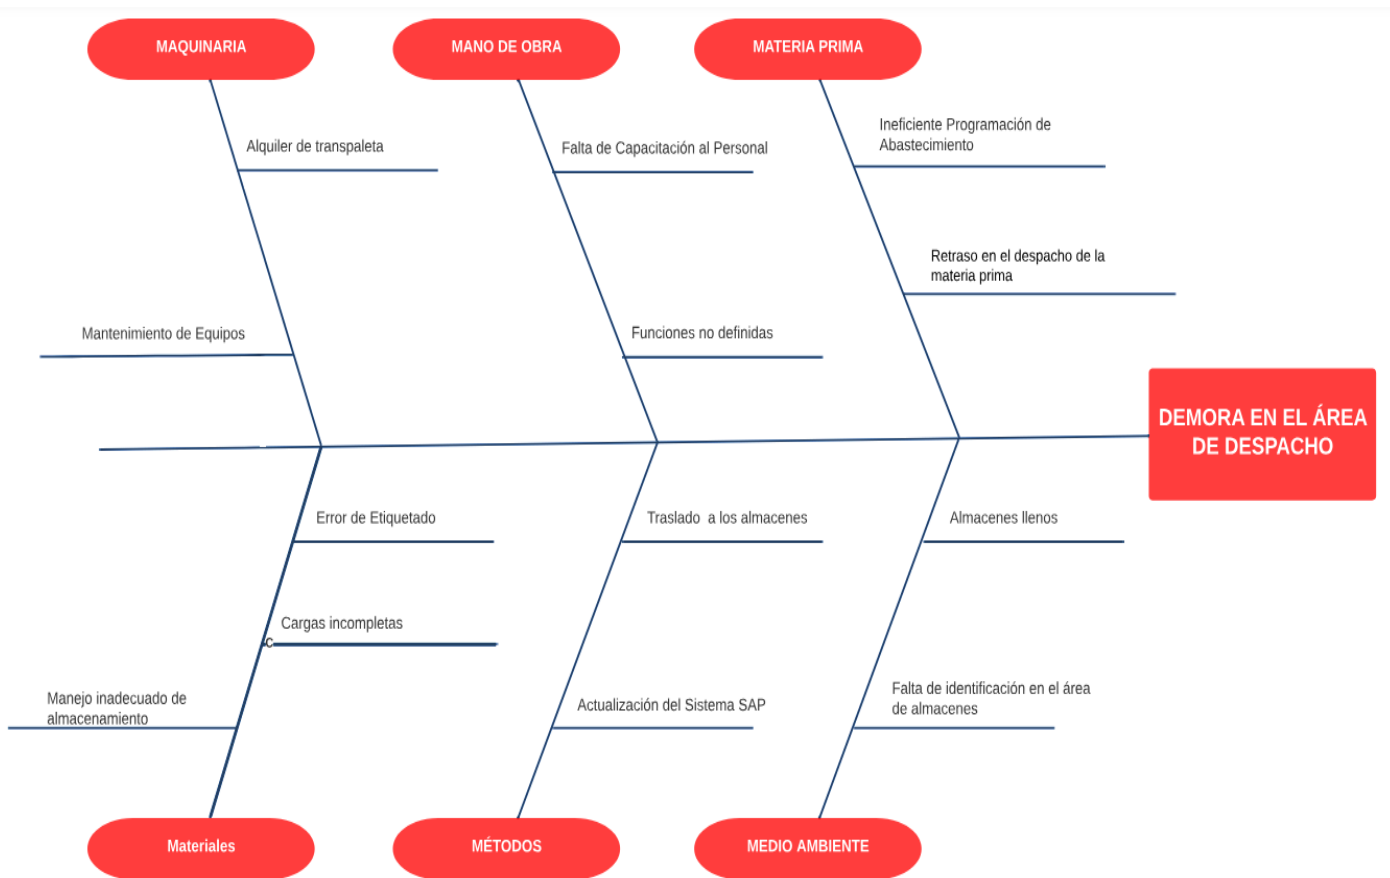 MAQUINARIA
MANO DE OBRA
MATERIA PRIMA
Alquiler de transpaleta
Falta de Capacitación al Personal
Ineficiente Programación de
Abastecimiento
Retraso en el despacho de la
materia prima
Mantenimiento de Equipos
Funciones no definidas
DEMORA EN EL ÁREA
DE DESPACHO
Error de Etiquetado
Traslado a los almacenes
Almacenes llenos
Cargas incompletas
C
Manejo inadecuado de
almacenamiento
Actualización del Sistema SAP
Falta de identificación en el área
de almacenes
Materiales
MÉTODOS
MEDIO AMBIENTE